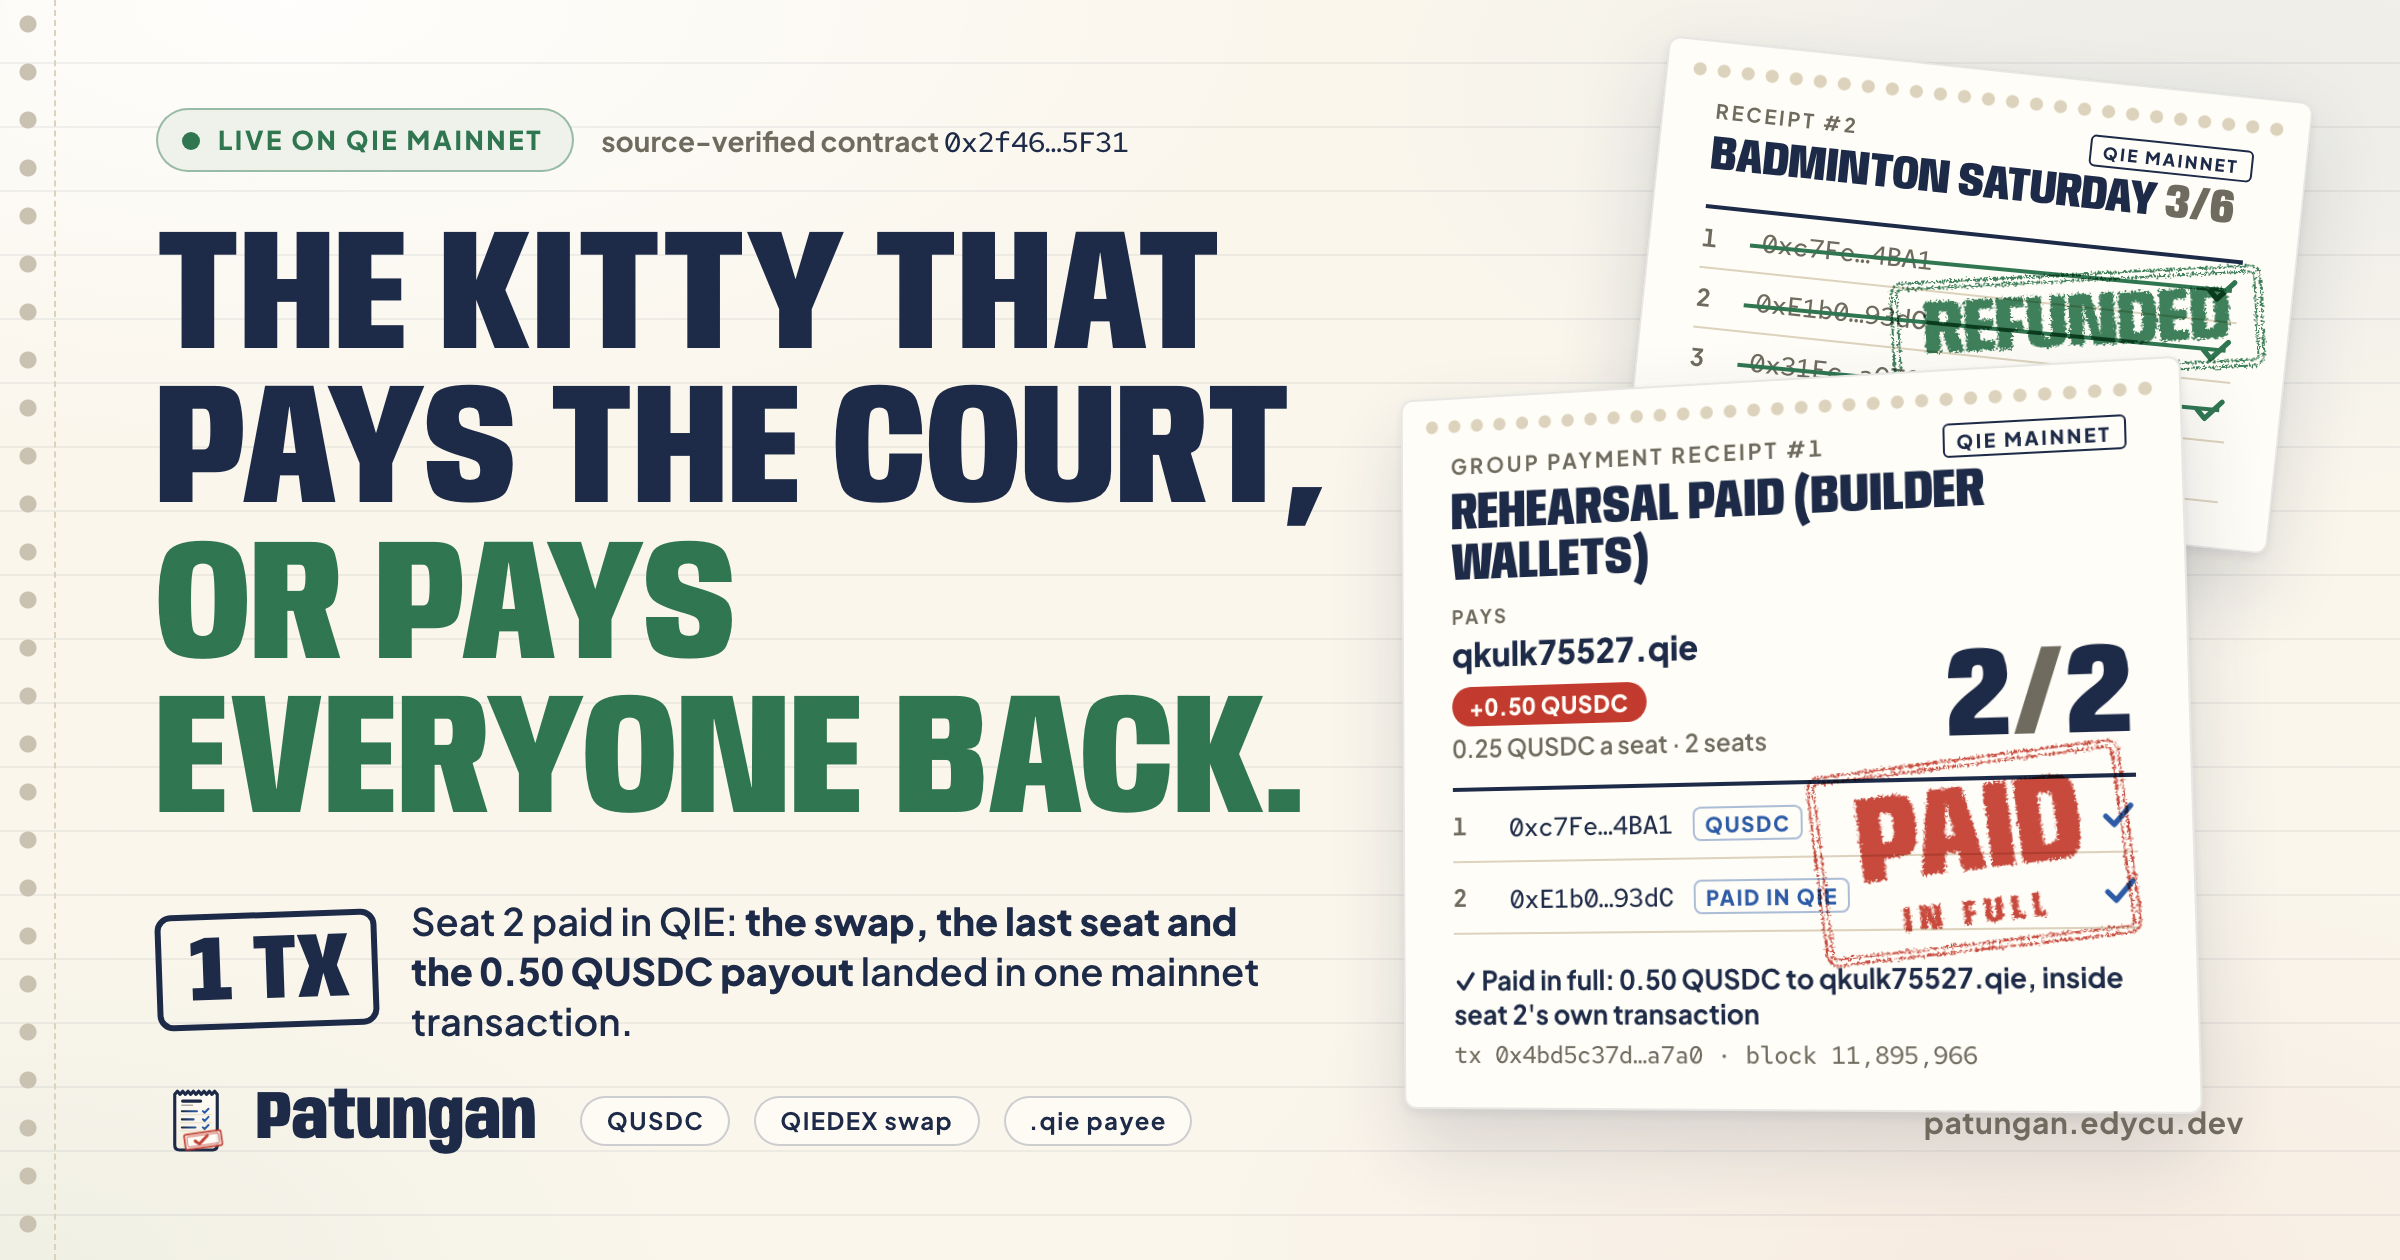 LIVE ON QIE MAINNET
source-verified contract 0x2f46…5F31
THE KITTY THAT
PAYS THE COURT,
OR PAYS
EVERYONE BACK.
1 TX
Seat 2 paid in QIE: the swap, the last seat and
the 0.50 QUSDC payout landed in one mainnet
transaction.
Patungan
QUSDC
QIEDEX swap
.qie payee
RECEIPT #2
QIE MAINNET
BADMINTON SATURDAY 3/6
1 0xc7Fe…4BA1
2 0xE1b0…93dC
REFUNDED
3
GROUP PAYMENT RECEIPT #1
QIE MAINNET
REHEARSAL PAID (BUILDER
WALLETS)
PAYS
qkulk75527.qie
+0.50 QUSDC
0.25 QUSDC a seat · 2 seats
2/2
1 0xc7Fe…4BA1 QUSDC
2 0xE1b0…93dC PAID IN QIE
PAID
IN FULL
✓ Paid in full: 0.50 QUSDC to qkulk75527.qie, inside
seat 2's own transaction
tx 0x4bd5c37d…a7a0 · block 11,895,966
patungan.edycu.dev